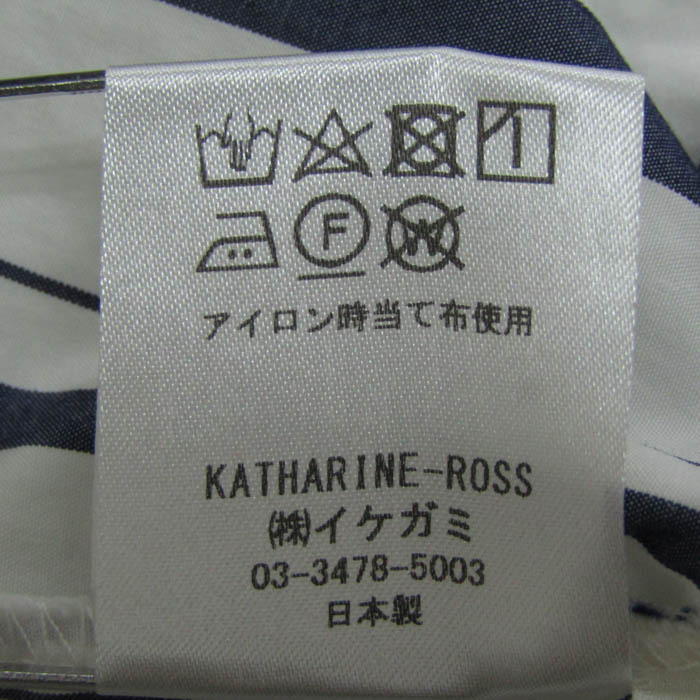 F W
アイロン時当て布使用
KATHARINE-ROSS
㈱イケガミ
03-3478-5003
日本製